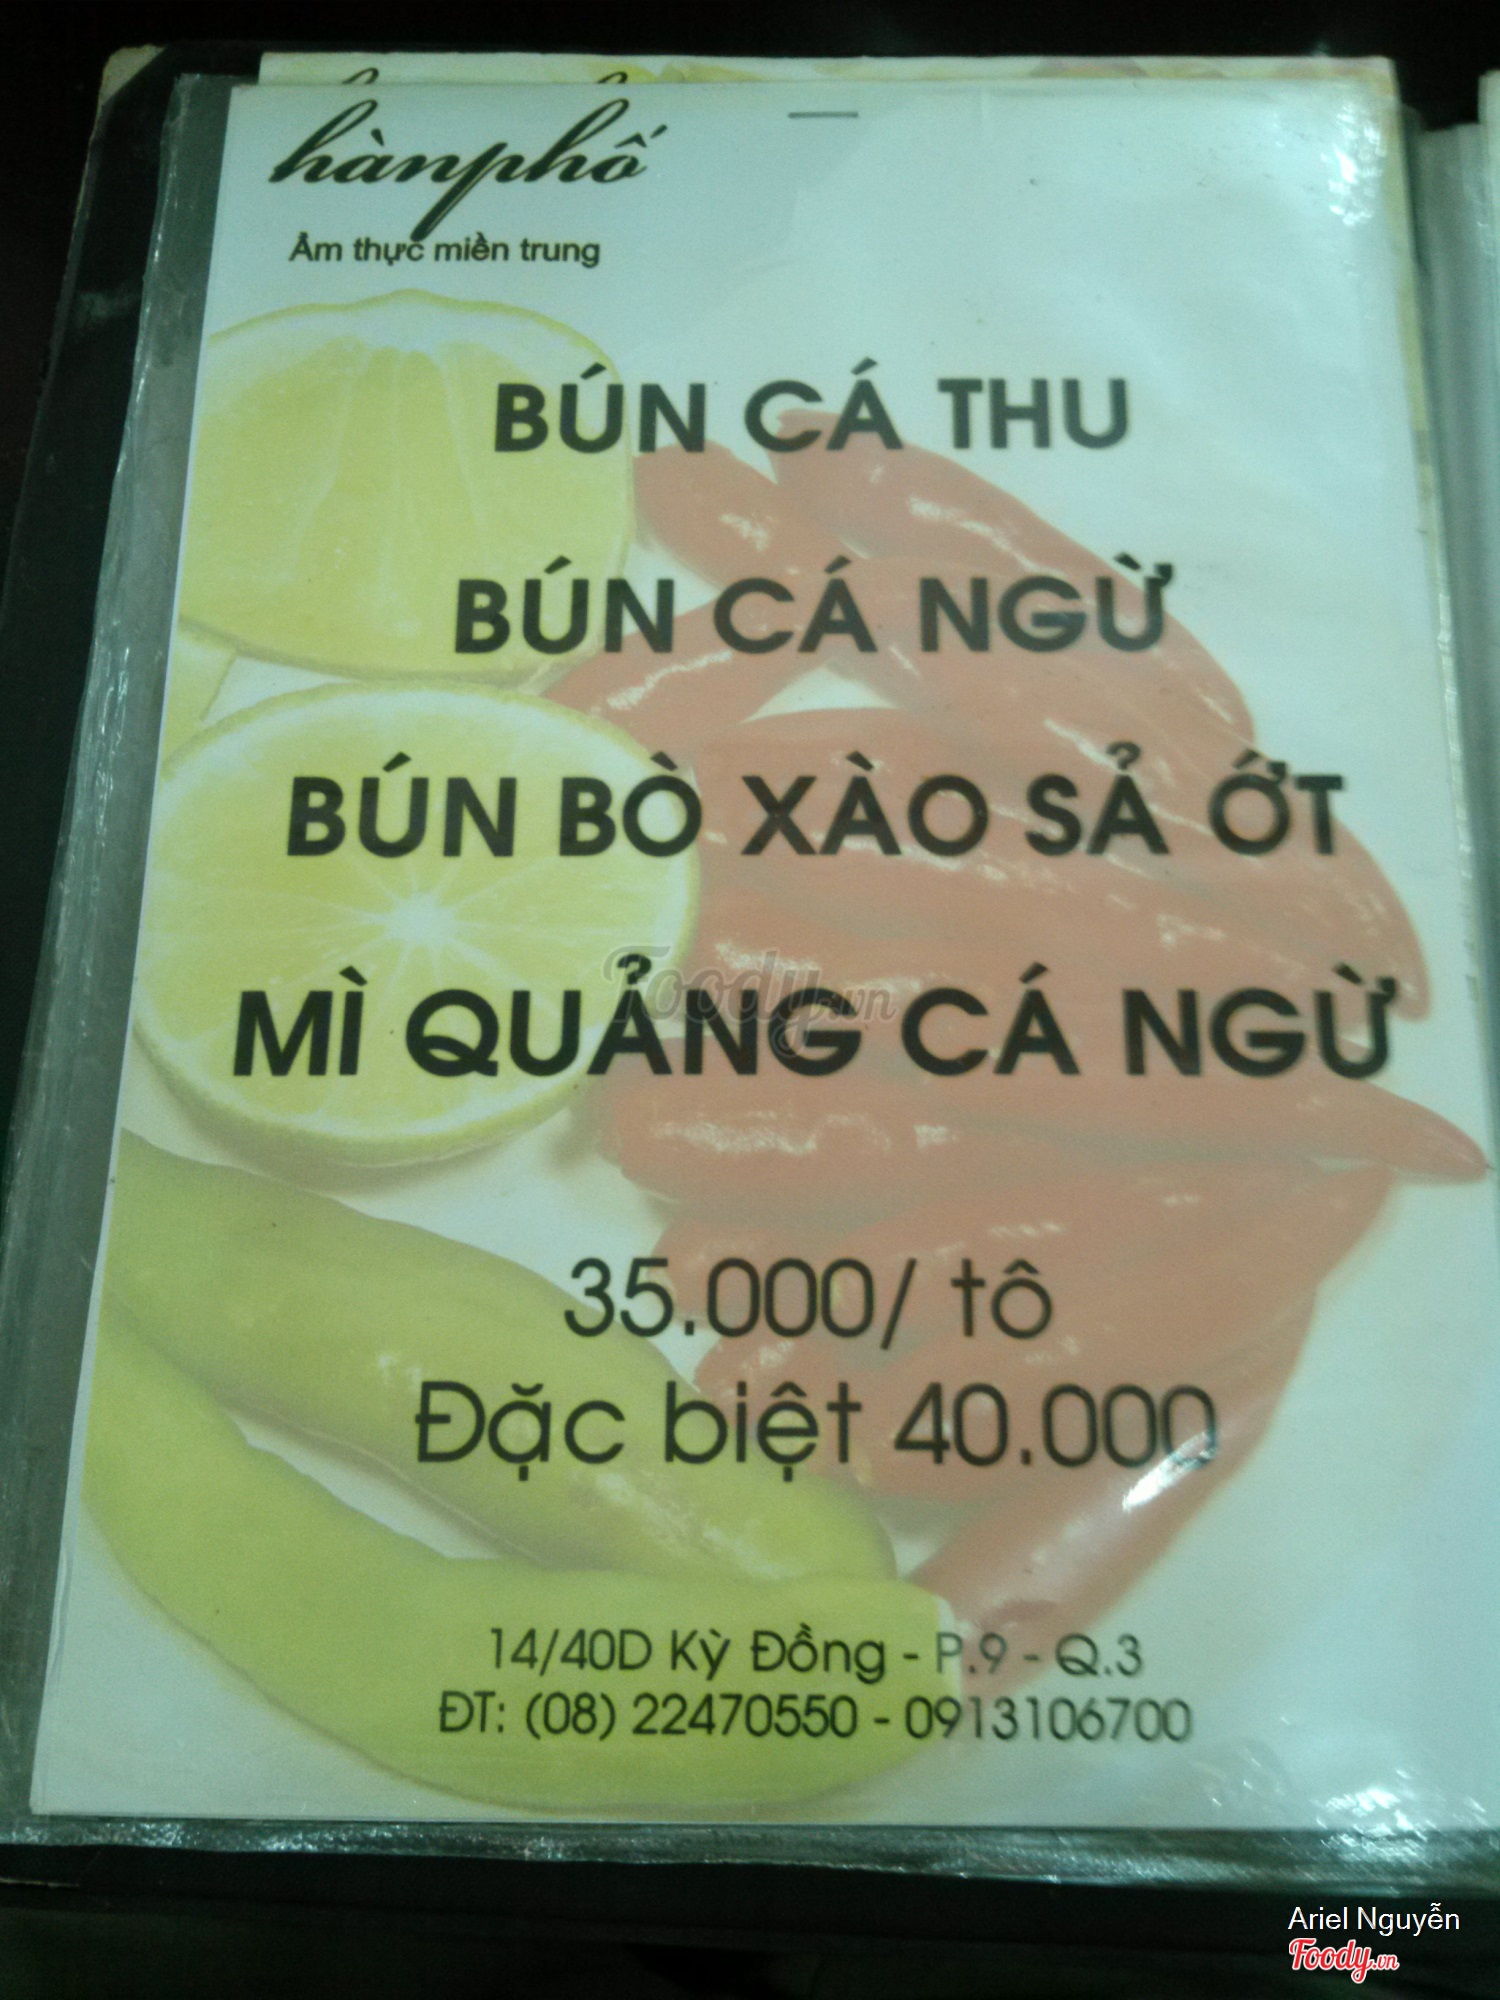 hànphố
Ẩm thực miền trung
BÚN CÁ THU
BÚN CÁ NGỪ
BÚN BÒ XÀO SẢ ỚT
MÌ QUẢNG CÁ NGỪ
Foody.vn
35.000/ tô
Đặc biệt 40.000
14/40D Kỳ Đồng - P.9 - Q.3
ĐT: (08) 22470550 - 0913106700
Ariel Nguyễn
Foody.vn